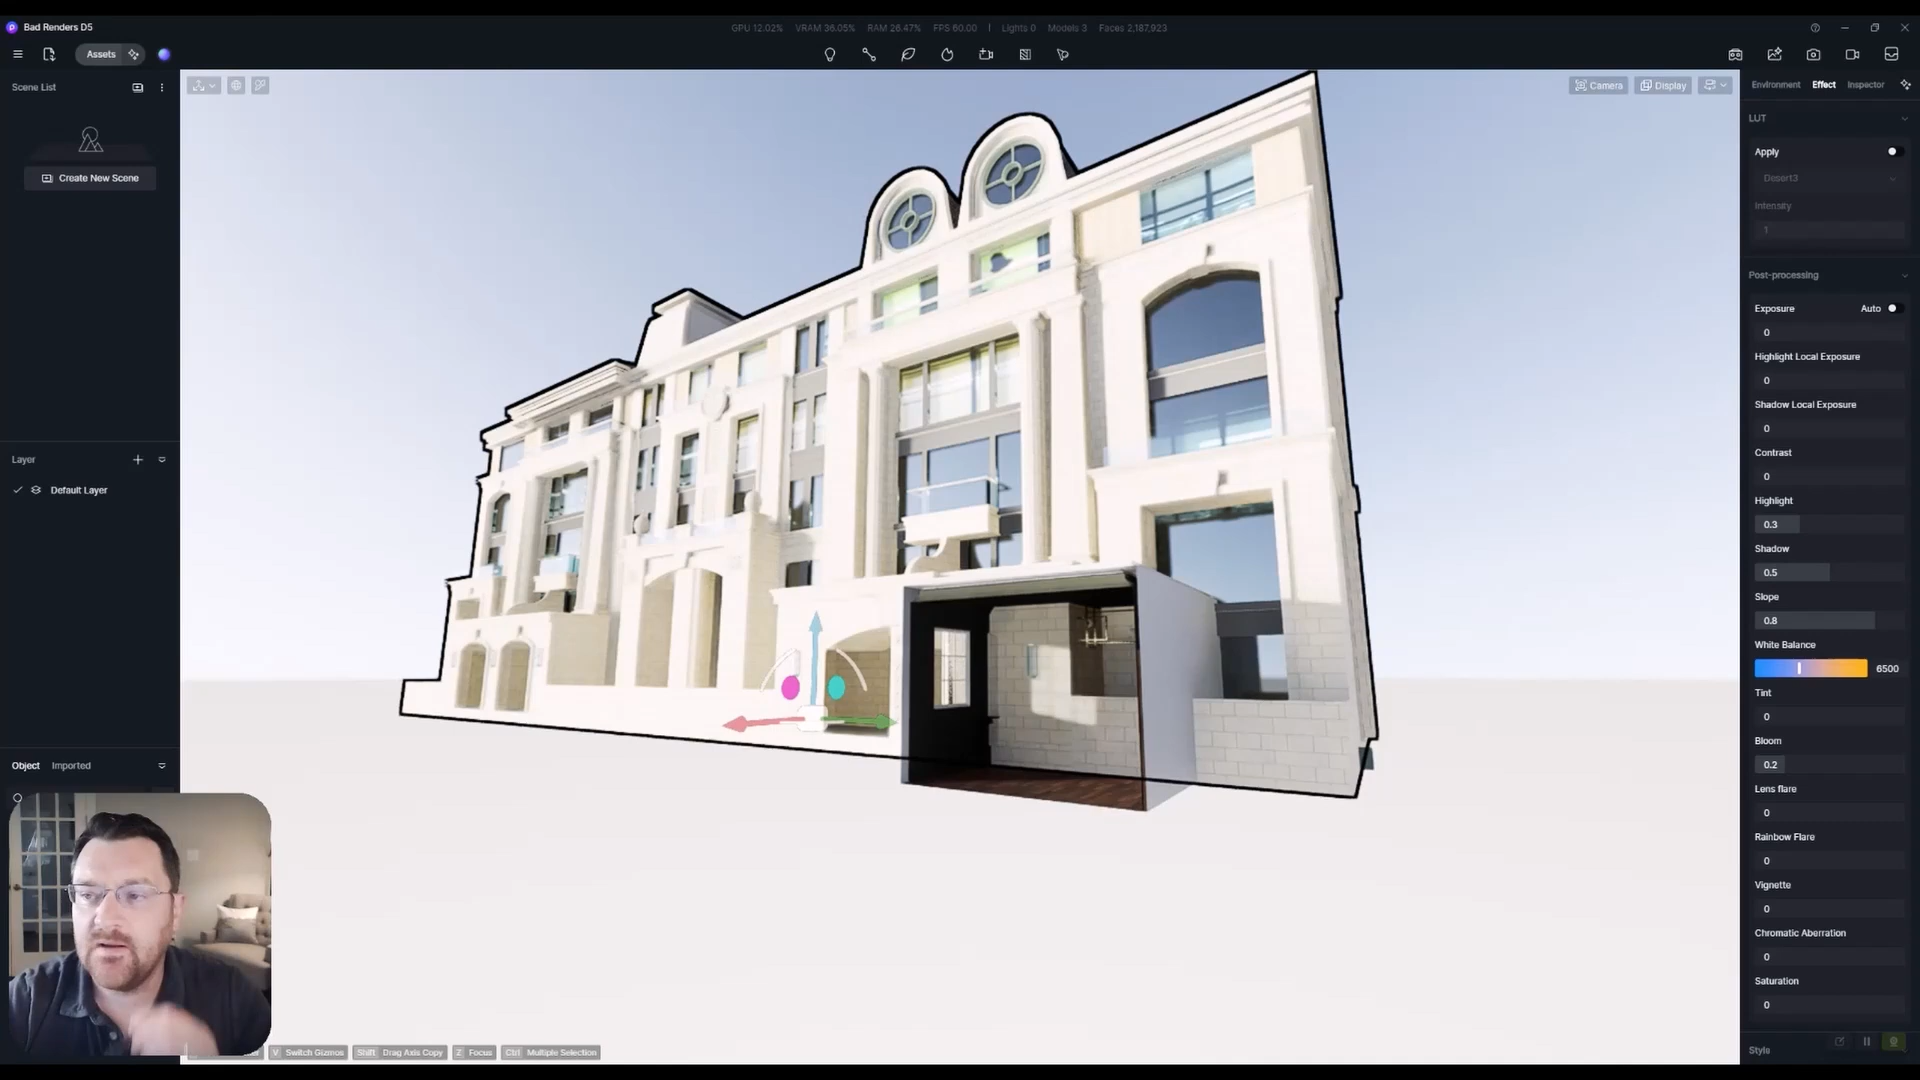 Bad Renders D5
GPU 12.02% VRAM 36.05% RAM 26.47% FPS 60.00 | Lights 0 Models 3 Faces 2,187,923
Assets
Scene List
Create New Scene
Layer
Default Layer
Object Imported
Camera
Display
Environment Effect Inspector
LUT
Apply
Desert3
Intensity
1
Post-processing
Exposure Auto
0
Highlight Local Exposure
0
Shadow Local Exposure
0
Contrast
0
Highlight
0.3
Shadow
0.5
Slope
0.8
White Balance
6500
Tint
0
Bloom
0.2
Lens flare
0
Rainbow Flare
0
Vignette
0
Chromatic Aberration
0
Saturation
0
Style
V Switch Gizmos Shift Drag Axis Copy Z Focus Ctrl Multiple Selection